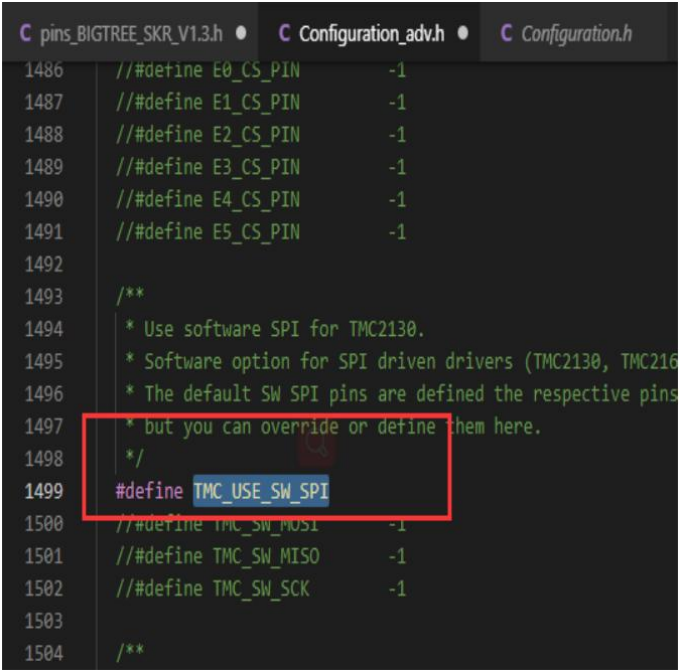 pins_BIGTREE_SKR_V1.3.h ● C Configuration_adv.h ● C Configuration.h
1486 //#define E0_CS_PIN -1
1487 //#define E1_CS_PIN -1
1488 //#define E2_CS_PIN -1
1489 //#define E3_CS_PIN -1
1490 //#define E4_CS_PIN -1
1491 //#define E5_CS_PIN -1
1492
1493 /**
1494 * Use software SPI for TMC2130.
1495 * Software option for SPI driven drivers (TMC2130, TMC216
1496 * The default SW SPI pins are defined the respective pins
1497 * but you can override or define them here.
1498 */
1499 #define TMC_USE_SW_SPI
1500 //#define TMC_SW_MOSI -1
1501 //#define TMC_SW_MISO -1
1502 //#define TMC_SW_SCK -1
1503
1504 /**